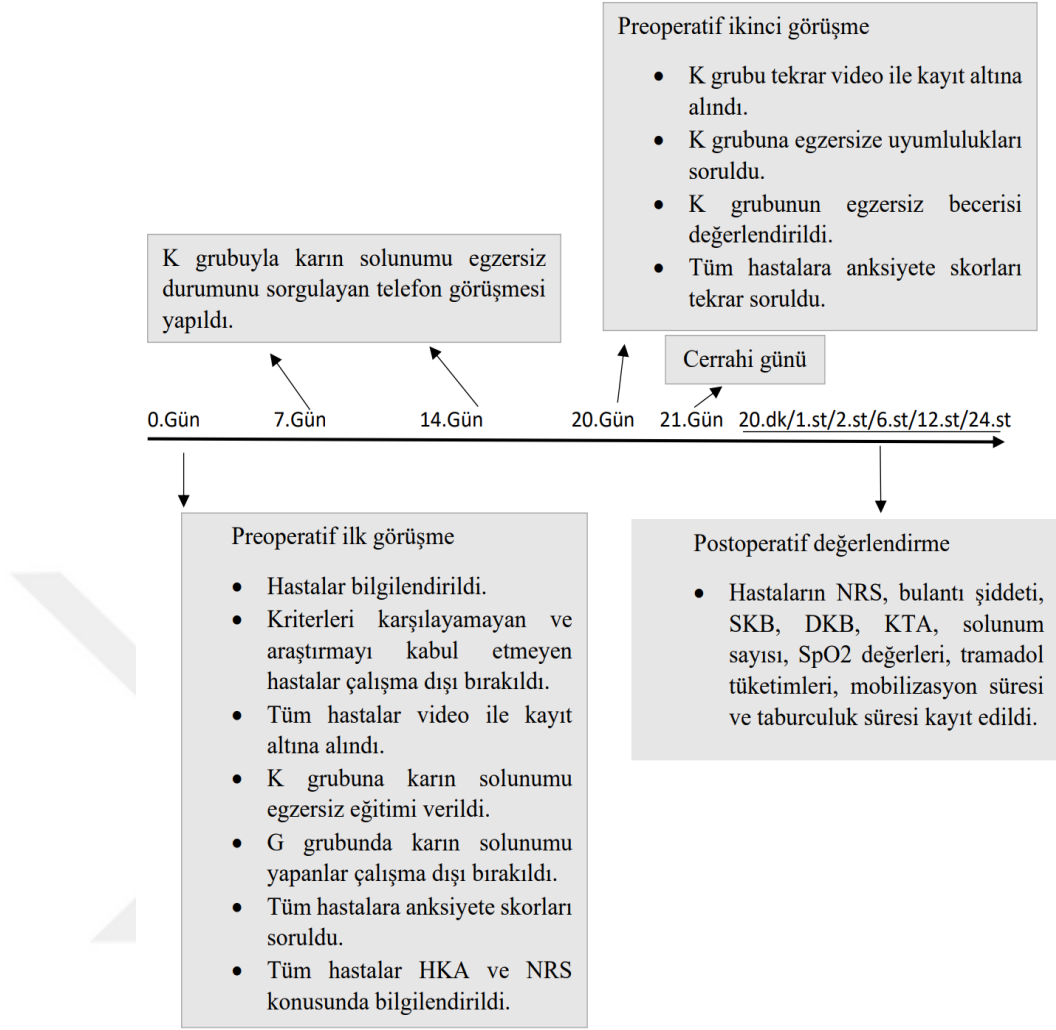 Preoperatif ikinci görüşme
• K grubu tekrar video ile kayıt altına
alındı.
• K grubuna egzersize uyumlulukları
soruldu.
• K grubunun egzersiz becerisi
değerlendirildi.
• Tüm hastalara anksiyete skorları
tekrar soruldu.
K grubuyla karın solunumu egzersiz
durumunu sorgulayan telefon görüşmesi
yapıldı.
Cerrahi günü
0.Gün 7.Gün 14.Gün 20.Gün 21.Gün 20.dk/1.st/2.st/6.st/12.st/24.st
Preoperatif ilk görüşme
• Hastalar bilgilendirildi.
• Kriterleri karşılayamayan ve
araştırmayı kabul etmeyen
hastalar çalışma dışı bırakıldı.
• Tüm hastalar video ile kayıt
altına alındı.
• K grubuna karın solunumu
egzersiz eğitimi verildi.
• G grubunda karın solunumu
yapanlar çalışma dışı bırakıldı.
• Tüm hastalara anksiyete skorları
soruldu.
• Tüm hastalar HKA ve NRS
konusunda bilgilendirildi.
Postoperatif değerlendirme
• Hastaların NRS, bulantı şiddeti,
SKB, DKB, KTA, solunum
sayısı, SpO2 değerleri, tramadol
tüketimleri, mobilizasyon süresi
ve taburculuk süresi kayıt edildi.